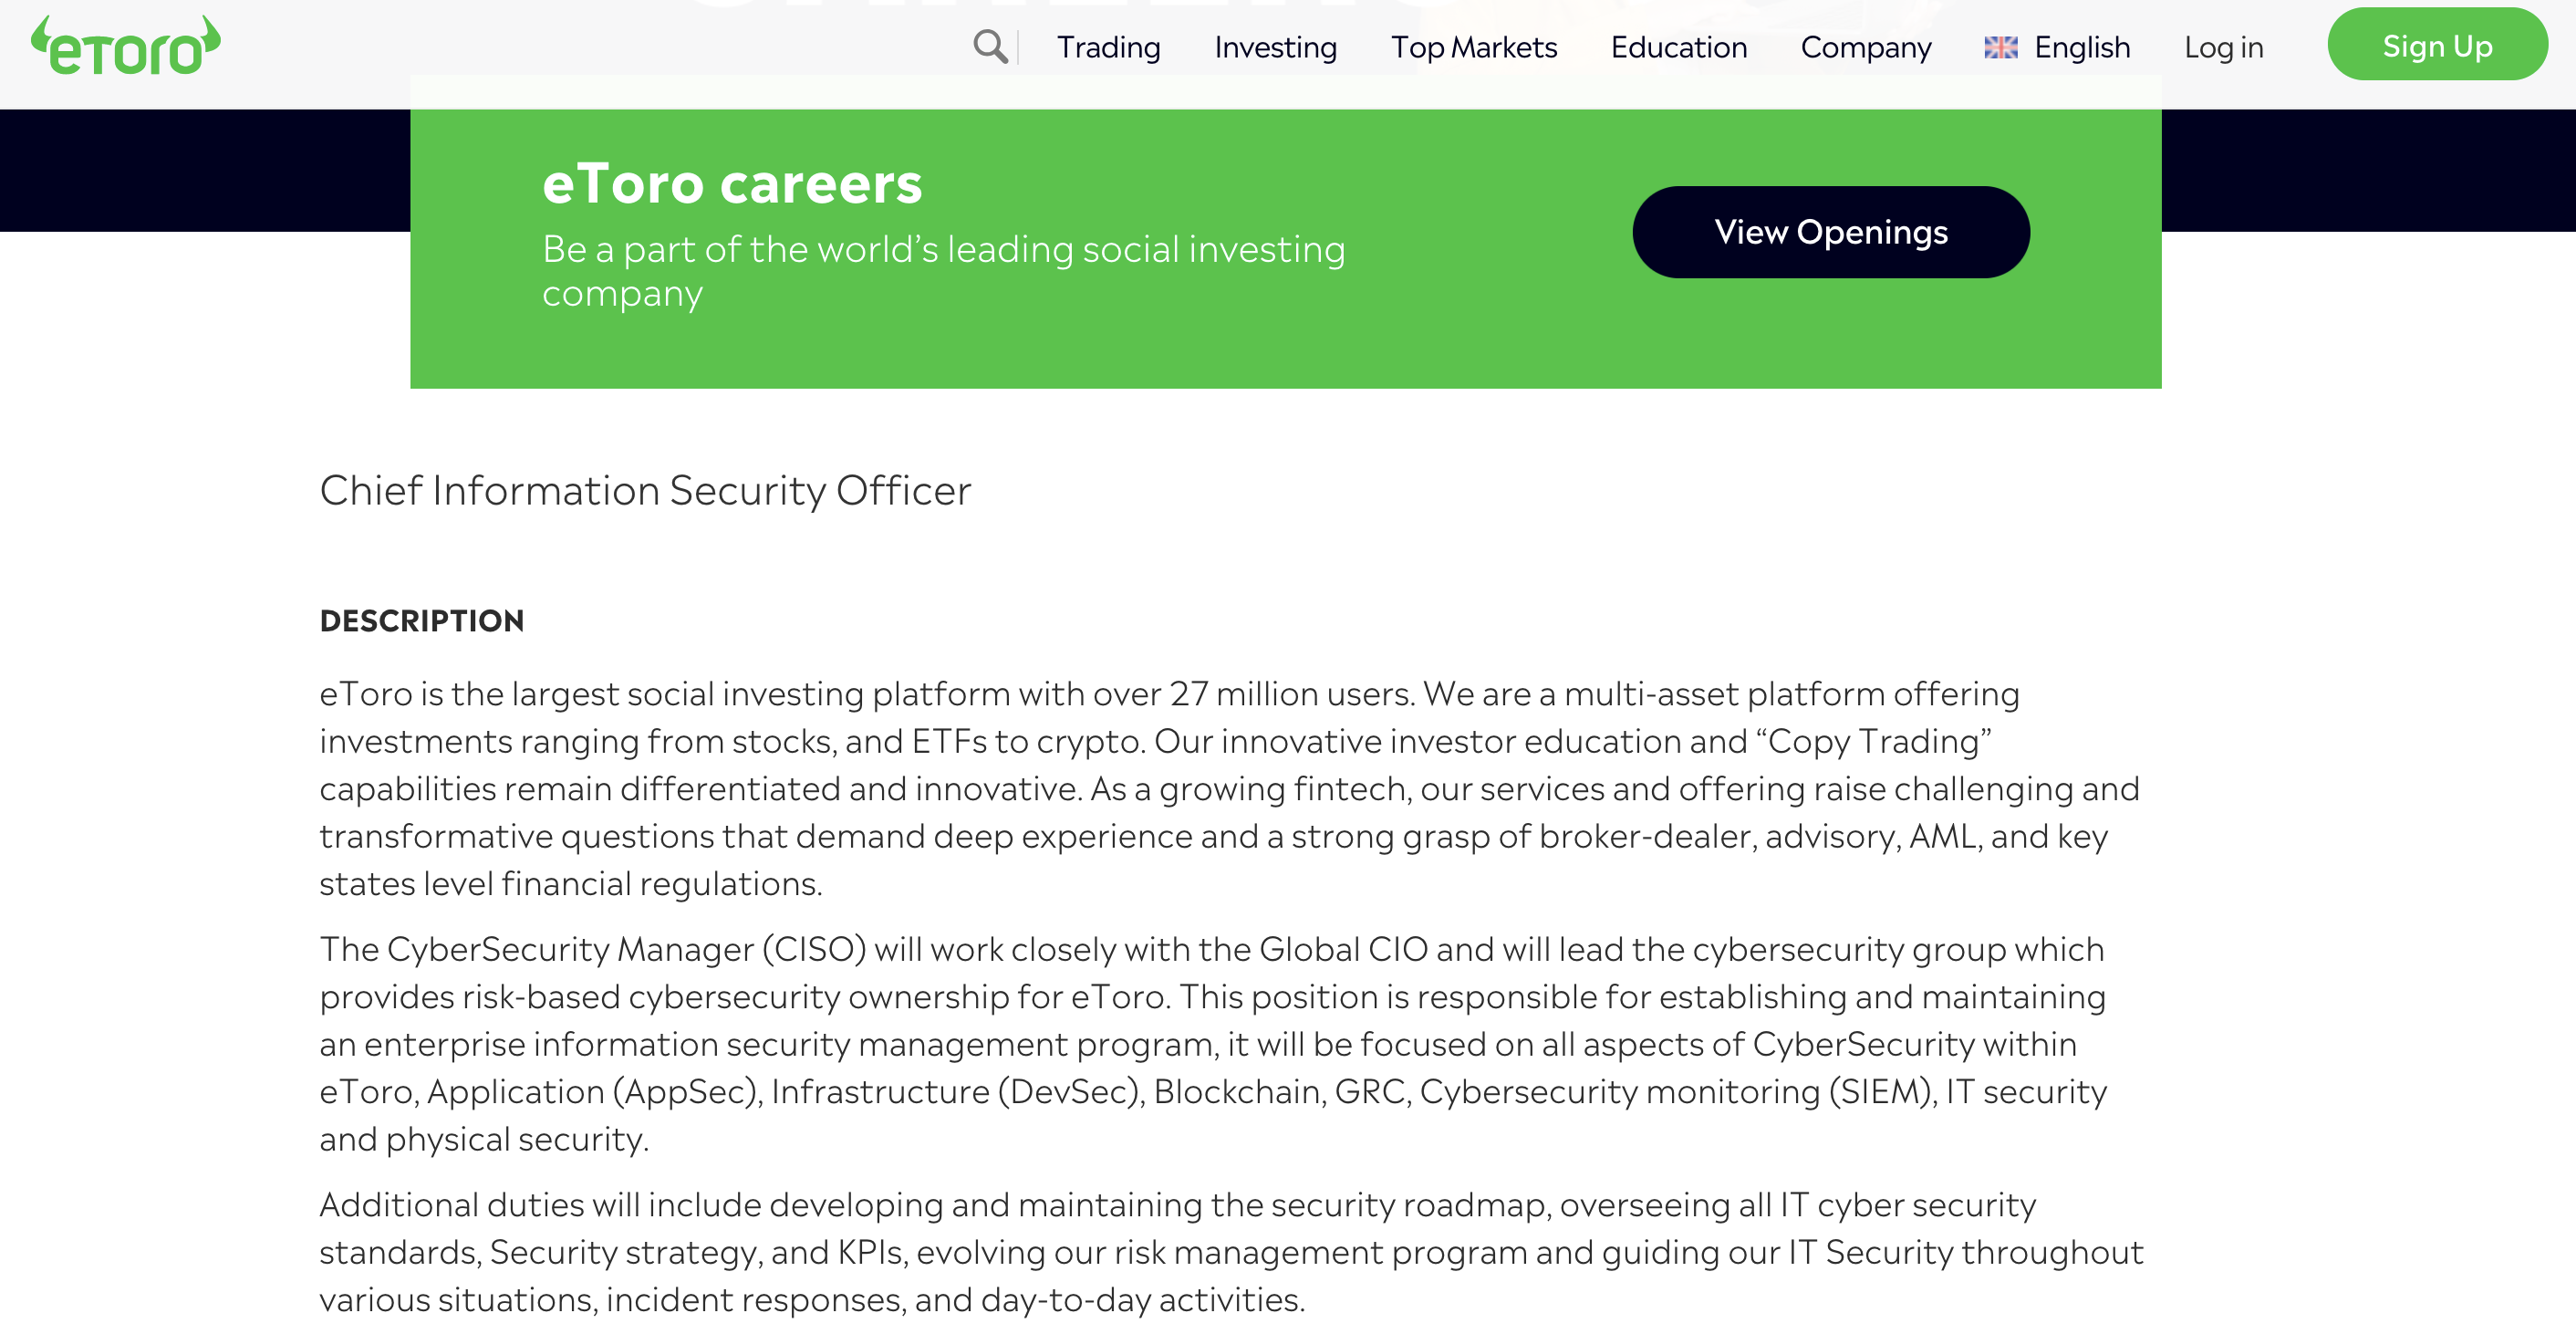 eToro
Trading Investing Top Markets Education Company English Log in Sign Up
eToro careers
Be a part of the world’s leading social investing
company
View Openings
Chief Information Security Officer
DESCRIPTION
eToro is the largest social investing platform with over 27 million users. We are a multi-asset platform offering
investments ranging from stocks, and ETFs to crypto. Our innovative investor education and “Copy Trading”
capabilities remain differentiated and innovative. As a growing fintech, our services and offering raise challenging and
transformative questions that demand deep experience and a strong grasp of broker-dealer, advisory, AML, and key
states level financial regulations.
The CyberSecurity Manager (CISO) will work closely with the Global CIO and will lead the cybersecurity group which
provides risk-based cybersecurity ownership for eToro. This position is responsible for establishing and maintaining
an enterprise information security management program, it will be focused on all aspects of CyberSecurity within
eToro, Application (AppSec), Infrastructure (DevSec), Blockchain, GRC, Cybersecurity monitoring (SIEM), IT security
and physical security.
Additional duties will include developing and maintaining the security roadmap, overseeing all IT cyber security
standards, Security strategy, and KPIs, evolving our risk management program and guiding our IT Security throughout
various situations, incident responses, and day-to-day activities.